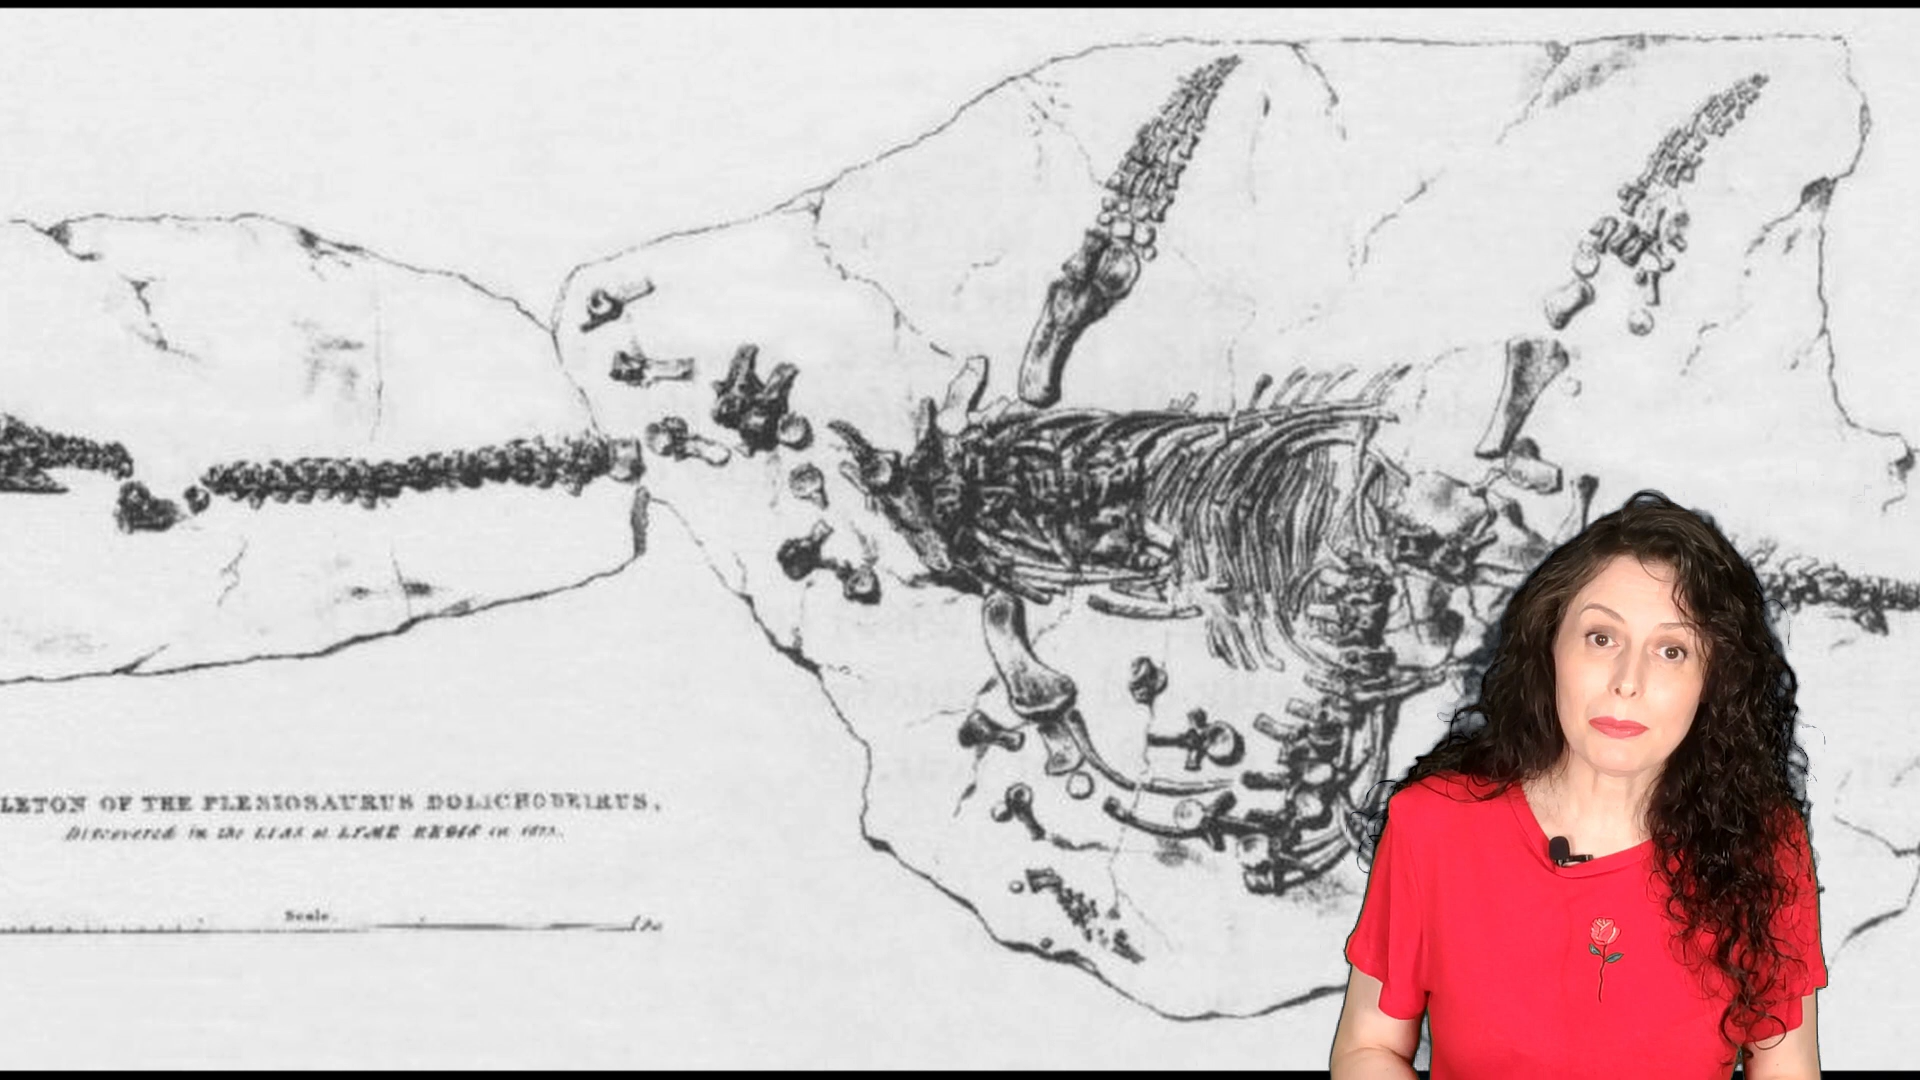 LETON OF THE PLESIOSAURUS DOLICHODEIRUS,
Discovered in the LIAS at LYME REGIS in
Scale